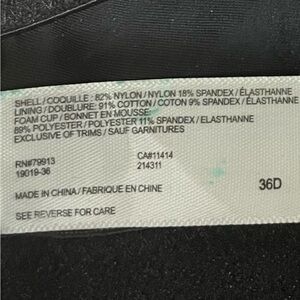 SHELL / COQUILLE : 82% NYLON / NYLON 18% SPANDEX / ÉLASTHANNE
LINING / DOUBLURE: 91% COTTON / COTON 9% SPANDEX / ÉLASTHANNE
FOAM CUP / BONNET EN MOUSSE
89% POLYESTER / POLYESTER 11% SPANDEX / ELASTHANNE
EXCLUSIVE OF TRIMS / SAUF GARNITURES
RN#79913 CA#11414
19019-36 214311
MADE IN CHINA / FABRIQUE EN CHINE 36D
SEE REVERSE FOR CARE